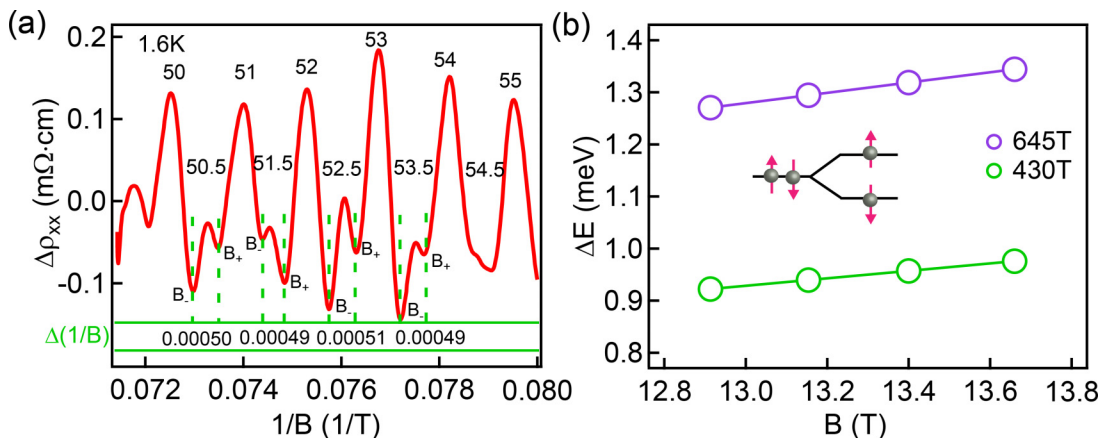 (a)
1.6K
50
51
52
53
54
55
50.5
51.5
52.5
53.5
54.5
B₋
B₊
B₋
B₊
B₋
B₊
B₋
B₊
0.00050
0.00049
0.00051
0.00049
Δ(1/B)
0.2
0.1
0.0
-0.1
Δρxx (mΩ·cm)
0.072
0.074
0.076
0.078
0.080
1/B (1/T)
(b)
1.4
1.3
1.2
1.1
1.0
0.9
0.8
ΔE (meV)
645T
430T
12.8
13.0
13.2
13.4
13.6
13.8
B (T)